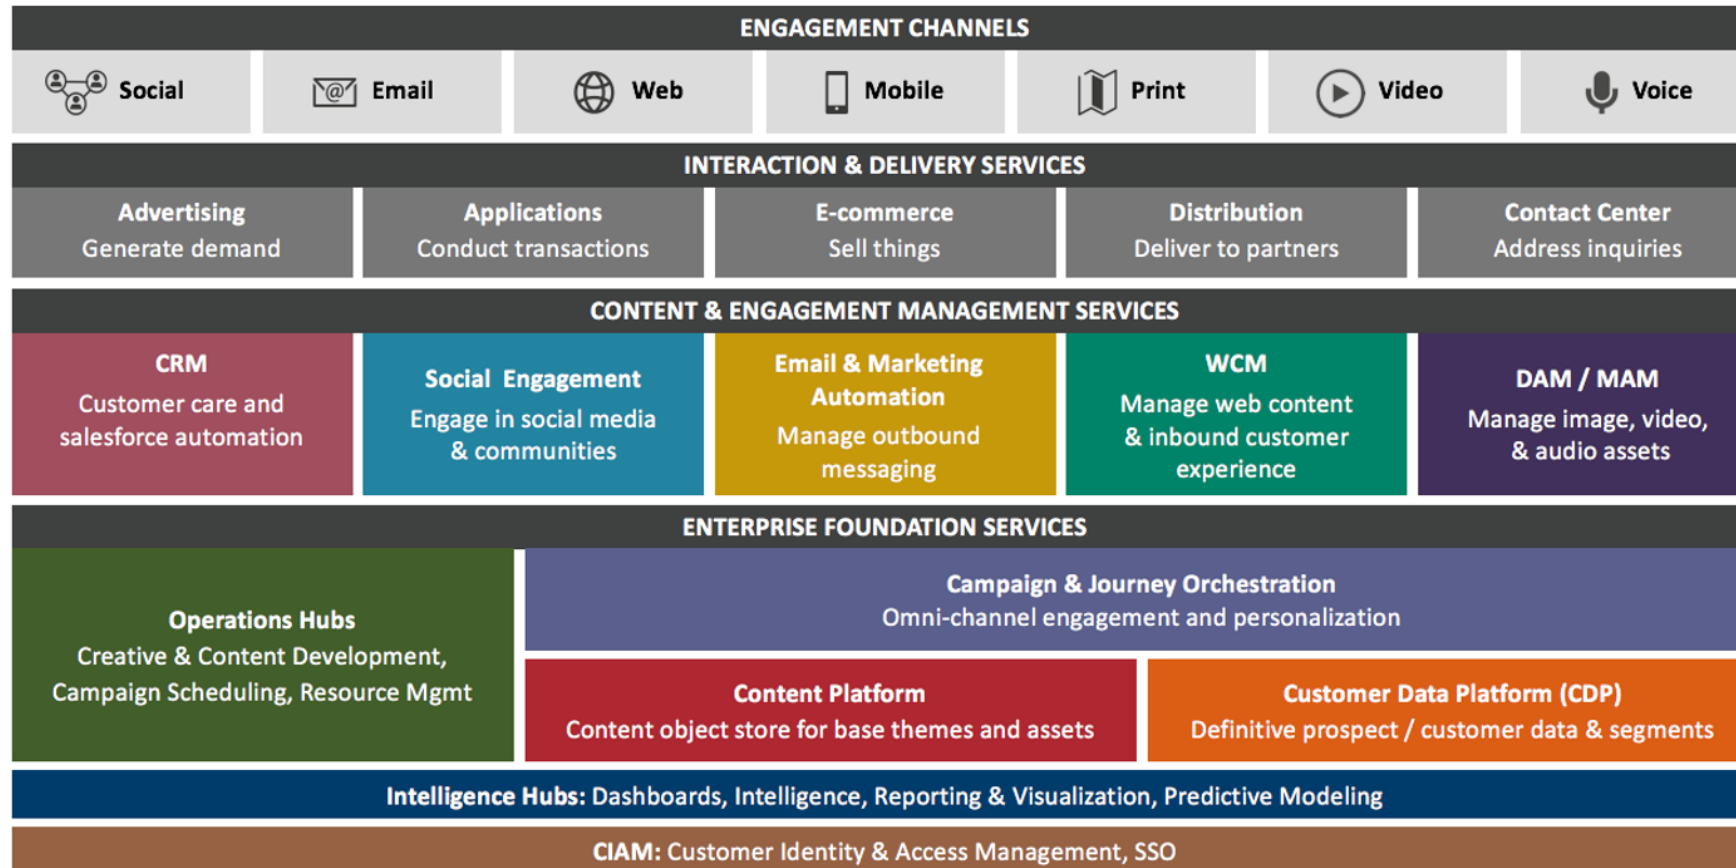 ENGAGEMENT CHANNELS
Social
Email
Web
Mobile
Print
Video
Voice
INTERACTION & DELIVERY SERVICES
Advertising
Generate demand
Applications
Conduct transactions
E-commerce
Sell things
Distribution
Deliver to partners
Contact Center
Address inquiries
CONTENT & ENGAGEMENT MANAGEMENT SERVICES
CRM
Customer care and
salesforce automation
Social Engagement
Engage in social media
& communities
Email & Marketing
Automation
Manage outbound
messaging
WCM
Manage web content
& inbound customer
experience
DAM / MAM
Manage image, video,
& audio assets
ENTERPRISE FOUNDATION SERVICES
Operations Hubs
Creative & Content Development,
Campaign Scheduling, Resource Mgmt
Campaign & Journey Orchestration
Omni-channel engagement and personalization
Content Platform
Content object store for base themes and assets
Customer Data Platform (CDP)
Definitive prospect / customer data & segments
Intelligence Hubs: Dashboards, Intelligence, Reporting & Visualization, Predictive Modeling
CIAM: Customer Identity & Access Management, SSO